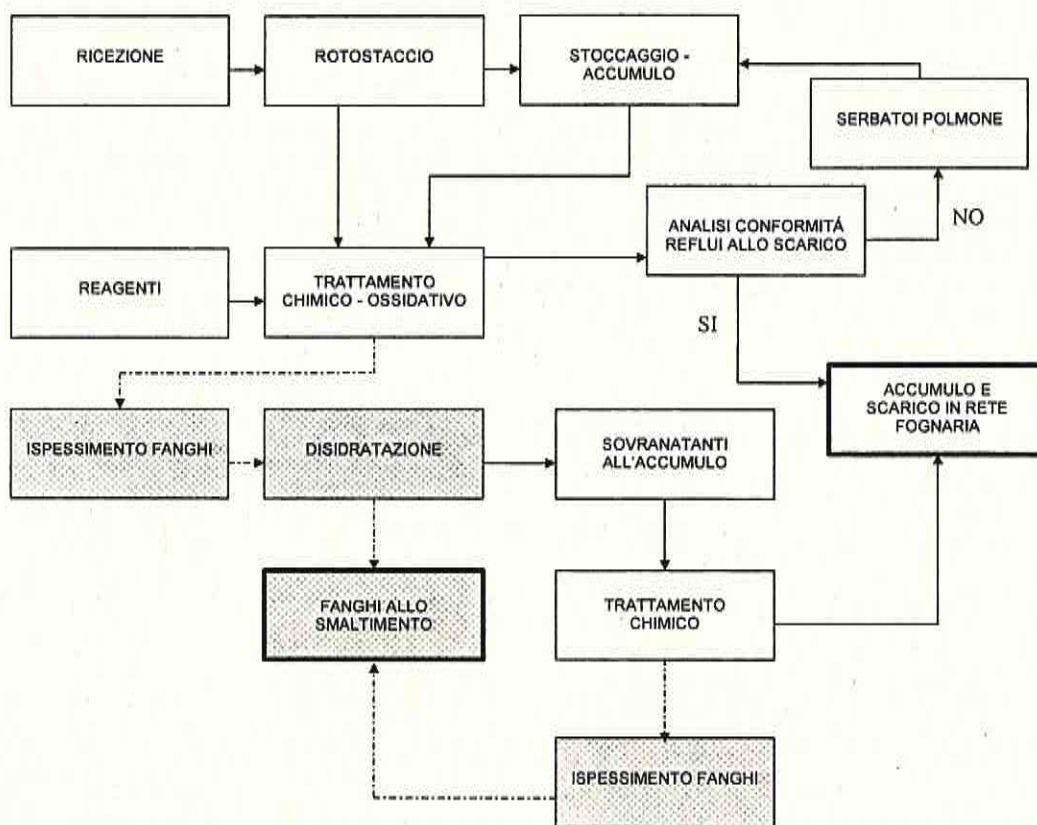 RICEZIONE
ROTOSTACCIO
STOCCAGGIO -
ACCUMULO
SERBATOI POLMONE
ANALISI CONFORMITÁ
REFLUI ALLO SCARICO
NO
REAGENTI
TRATTAMENTO
CHIMICO - OSSIDATIVO
SI
ACCUMULO E
SCARICO IN RETE
FOGNARIA
ISPESSIMENTO FANGHI
DISIDRATAZIONE
SOVRANATANTI
ALL'ACCUMULO
FANGHI ALLO
SMALTIMENTO
TRATTAMENTO
CHIMICO
ISPESSIMENTO FANGHI